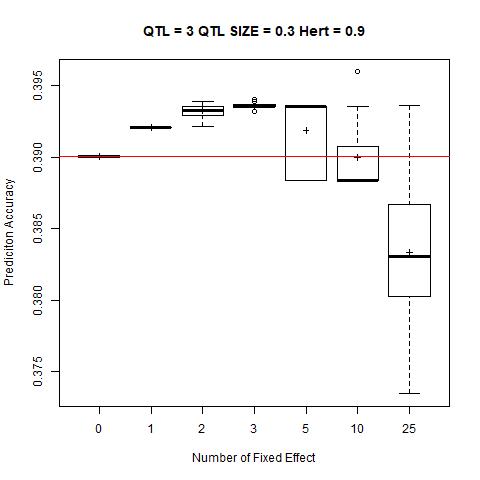 QTL = 3 QTL SIZE = 0.3 Hert = 0.9
Prediciton Accuracy
0.395
0.390
0.385
0.380
0.375
0 1 2 3 5 10 25
Number of Fixed Effect